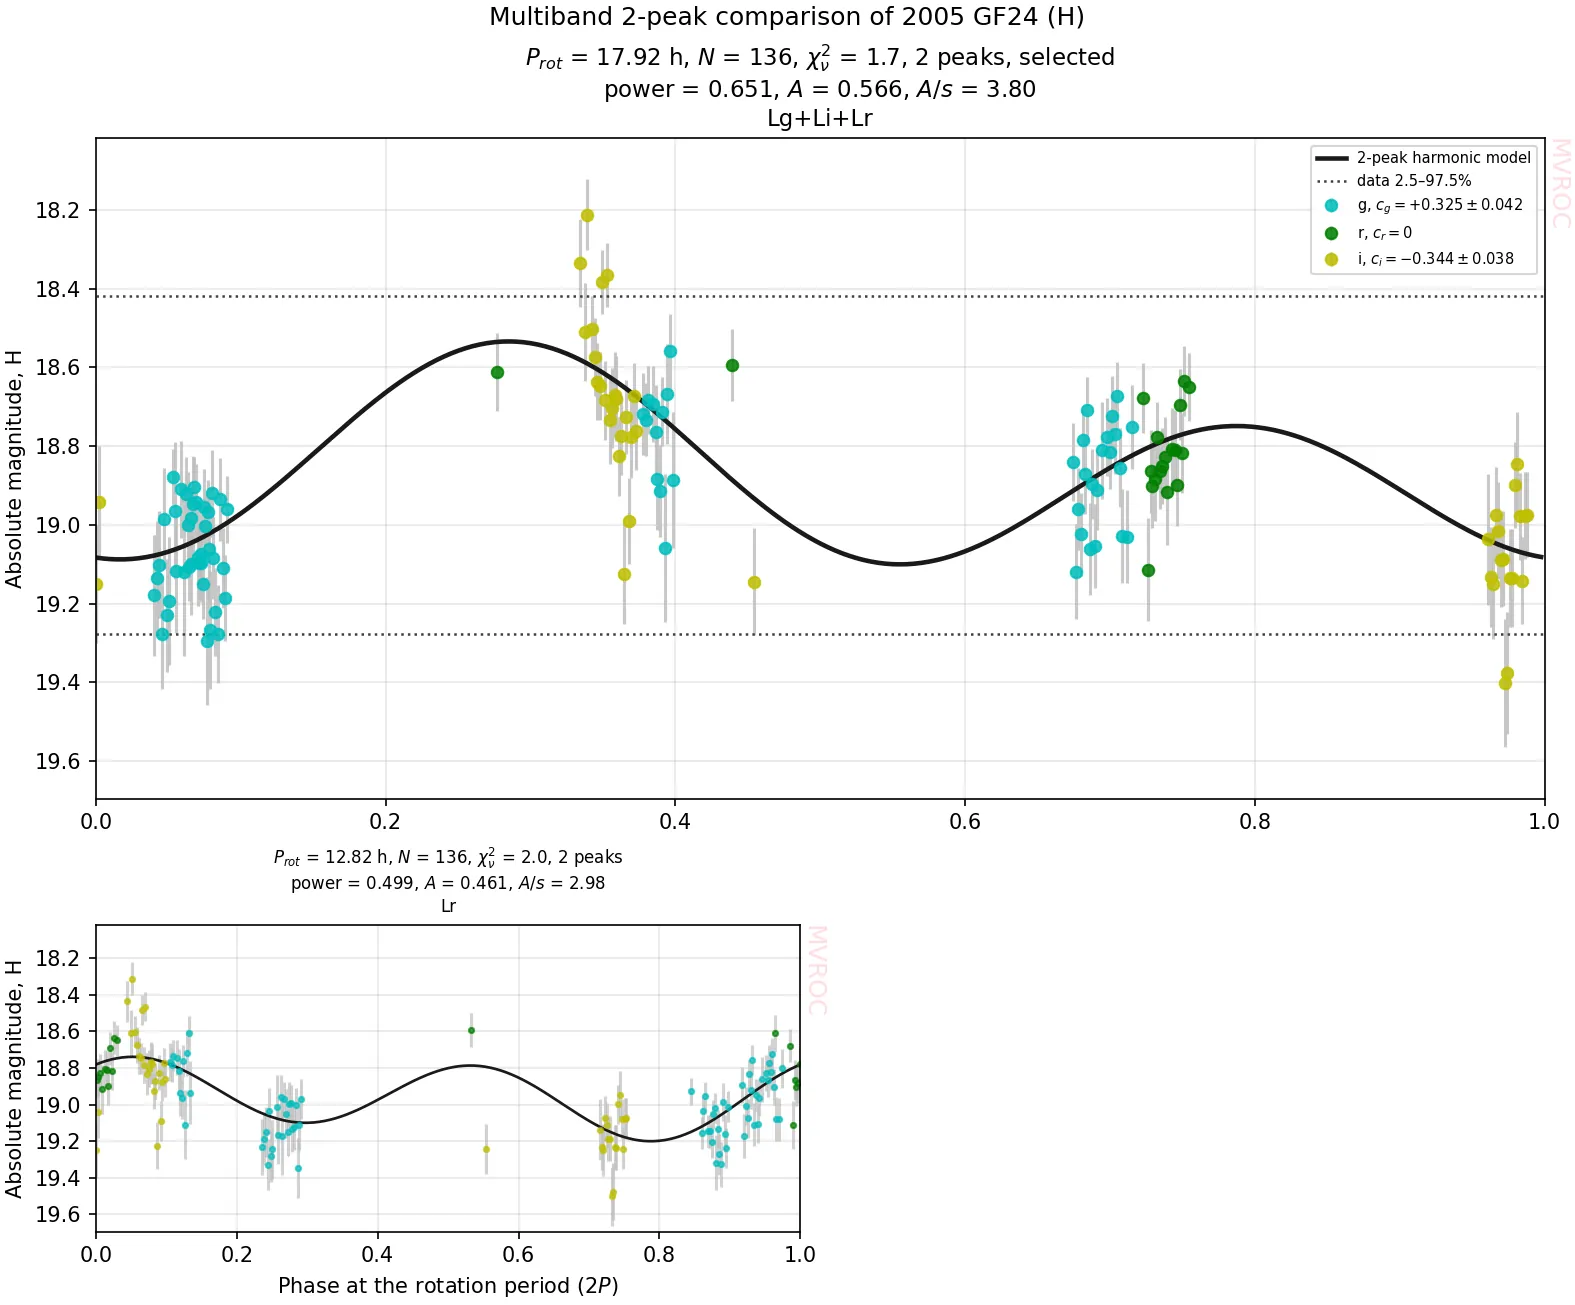 Multiband 2-peak comparison of 2005 GF24 (H)
P_rot = 17.92 h, N = 136, χ²_ν = 1.7, 2 peaks, selected
power = 0.651, A = 0.566, A/s = 3.80
Lg+Li+Lr
2-peak harmonic model
data 2.5–97.5%
g, c_g = +0.325 ± 0.042
r, c_r = 0
i, c_i = −0.344 ± 0.038
MVROC
Absolute magnitude, H
18.2
18.4
18.6
18.8
19.0
19.2
19.4
19.6
0.0 0.2 0.4 0.6 0.8 1.0
P_rot = 12.82 h, N = 136, χ²_ν = 2.0, 2 peaks
power = 0.499, A = 0.461, A/s = 2.98
Lr
MVROC
Absolute magnitude, H
18.2
18.4
18.6
18.8
19.0
19.2
19.4
19.6
0.0 0.2 0.4 0.6 0.8 1.0
Phase at the rotation period (2P)